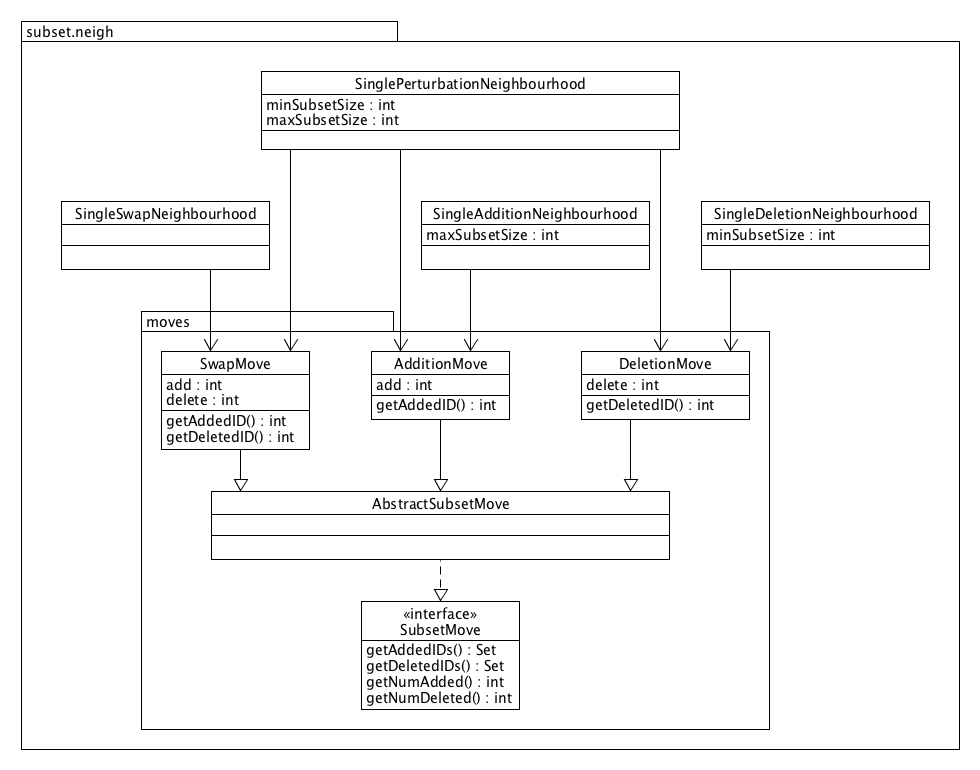 subset.neigh
SinglePerturbationNeighbourhood
minSubsetSize : int
maxSubsetSize : int
SingleSwapNeighbourhood
SingleAdditionNeighbourhood
maxSubsetSize : int
SingleDeletionNeighbourhood
minSubsetSize : int
moves
SwapMove
add : int
delete : int
getAddedID() : int
getDeletedID() : int
AdditionMove
add : int
getAddedID() : int
DeletionMove
delete : int
getDeletedID() : int
AbstractSubsetMove
«interface»
SubsetMove
getAddedIDs() : Set
getDeletedIDs() : Set
getNumAdded() : int
getNumDeleted() : int